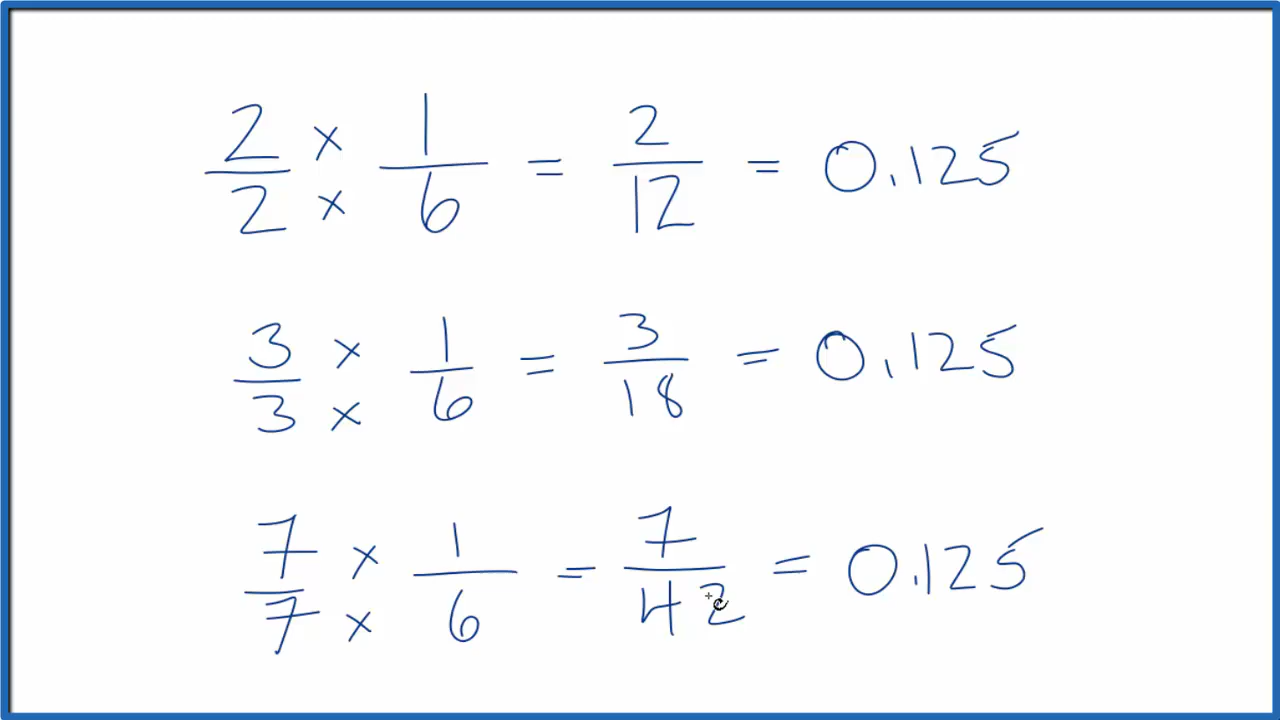 2/2 × 1/6 = 2/12 = 0.125
3/3 × 1/6 = 3/18 = 0.125
7/7 × 1/6 = 7/42 = 0.125